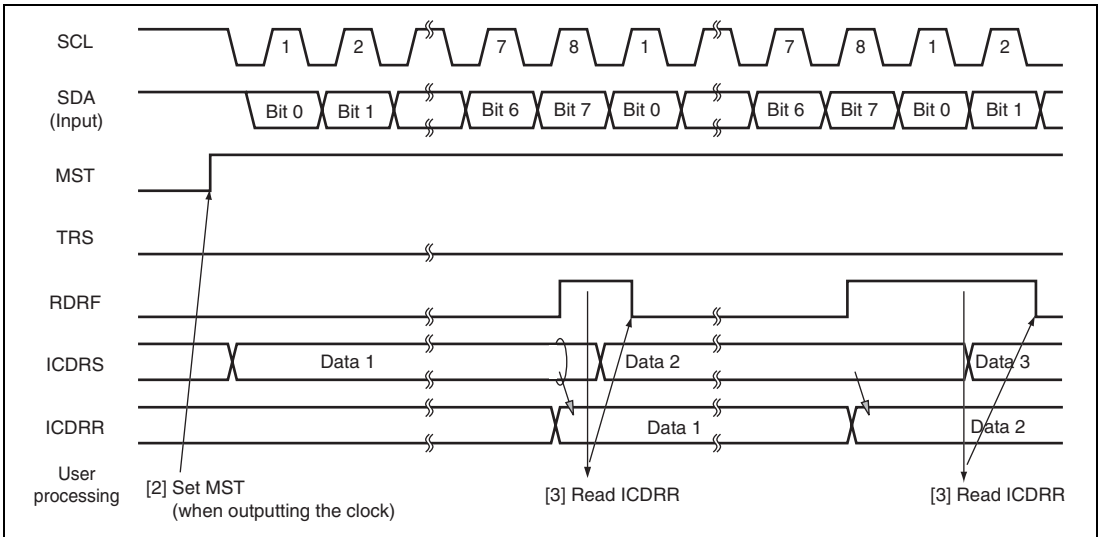 SCL 1 2 7 8 1 7 8 1 2
SDA
(Input)
Bit 0 Bit 1 Bit 6 Bit 7 Bit 0 Bit 6 Bit 7 Bit 0 Bit 1
MST
TRS
RDRF
ICDRS Data 1 Data 2 Data 3
ICDRR Data 1 Data 2
User
processing
[2] Set MST
(when outputting the clock)
[3] Read ICDRR
[3] Read ICDRR